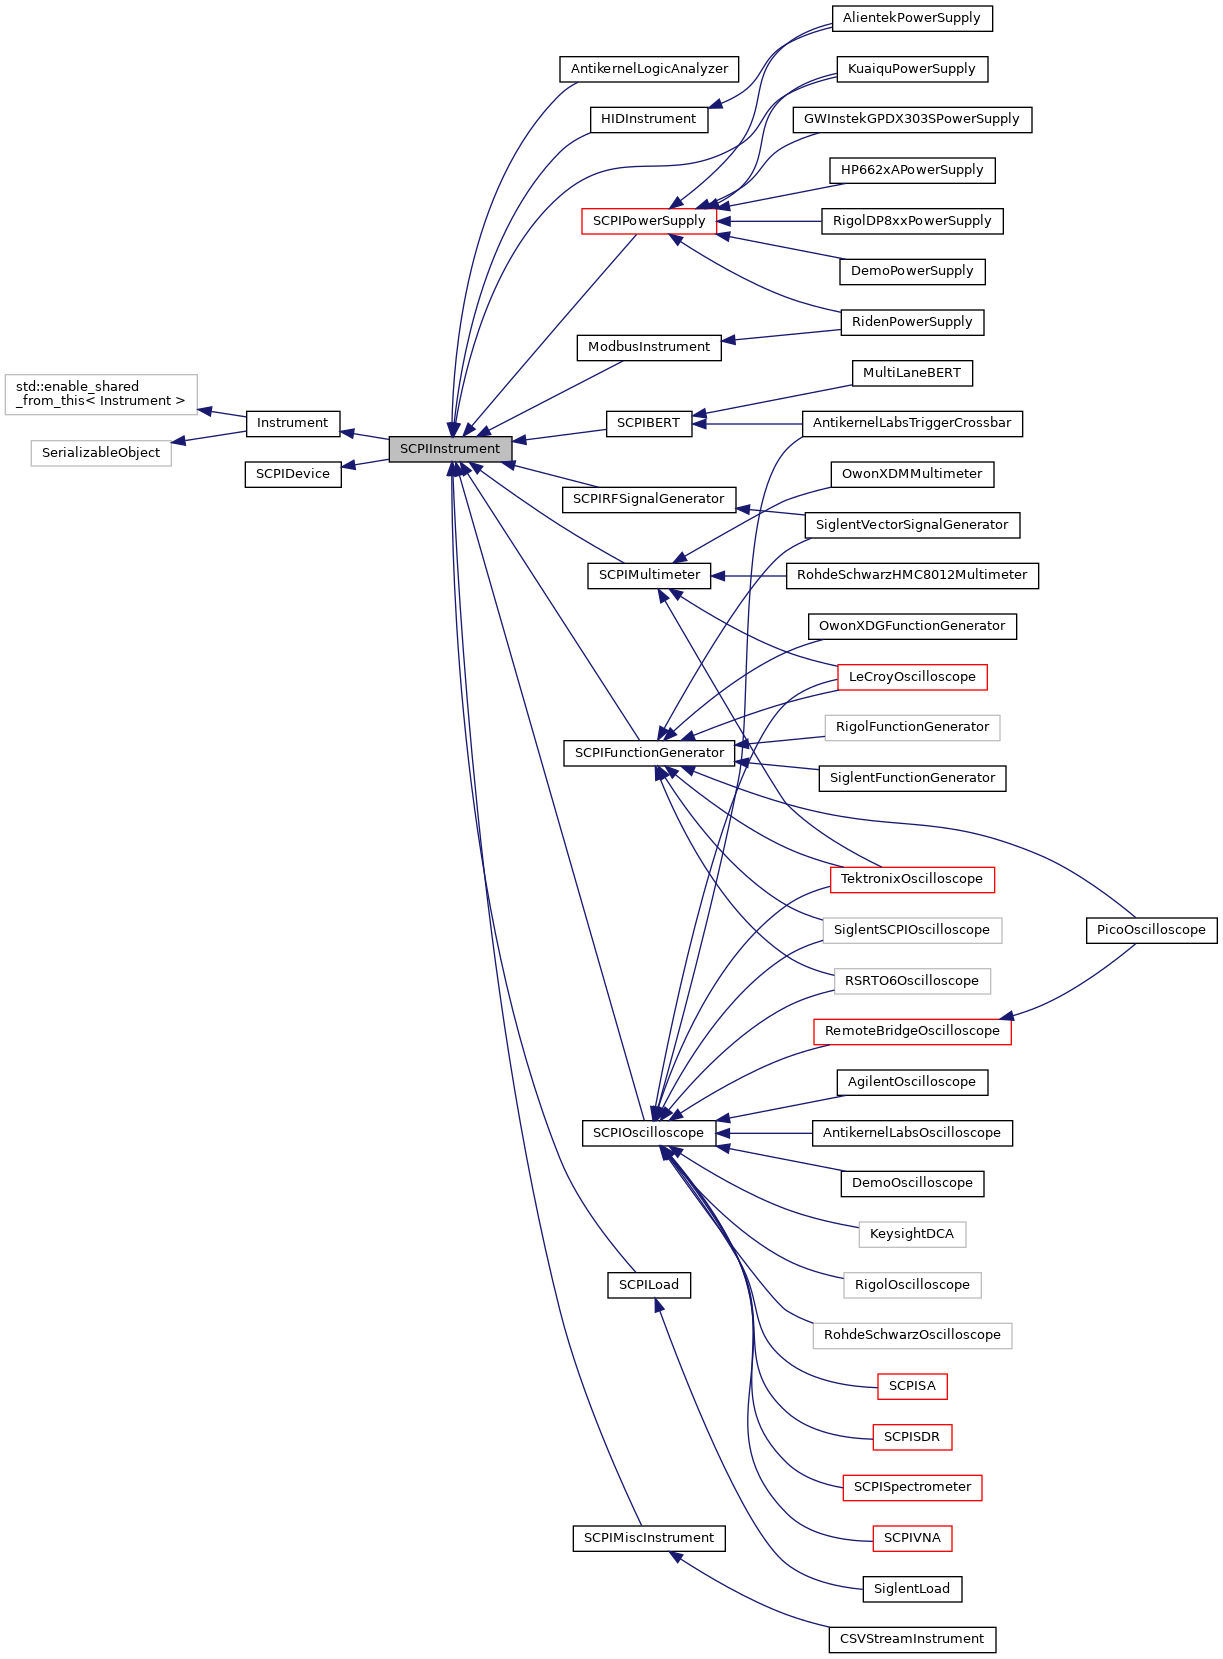 AlientekPowerSupply
AntikernelLogicAnalyzer
KuaiquPowerSupply
HIDInstrument
GWInstekGPDX303SPowerSupply
HP662xAPowerSupply
SCPIPowerSupply
RigolDP8xxPowerSupply
DemoPowerSupply
RidenPowerSupply
ModbusInstrument
MultiLaneBERT
std::enable_shared
_from_this< Instrument >
Instrument
SCPIBERT
AntikernelLabsTriggerCrossbar
SerializableObject
SCPIInstrument
SCPIDevice
OwonXDMMultimeter
SCPIRFSignalGenerator
SiglentVectorSignalGenerator
SCPIMultimeter
RohdeSchwarzHMC8012Multimeter
OwonXDGFunctionGenerator
LeCroyOscilloscope
RigolFunctionGenerator
SCPIFunctionGenerator
SiglentFunctionGenerator
TektronixOscilloscope
SiglentSCPIOscilloscope
PicoOscilloscope
RSRTO6Oscilloscope
RemoteBridgeOscilloscope
AgilentOscilloscope
SCPIOscilloscope
AntikernelLabsOscilloscope
DemoOscilloscope
KeysightDCA
SCPILoad
RigolOscilloscope
RohdeSchwarzOscilloscope
SCPISA
SCPISDR
SCPISpectrometer
SCPIMiscInstrument
SCPIVNA
SiglentLoad
CSVStreamInstrument